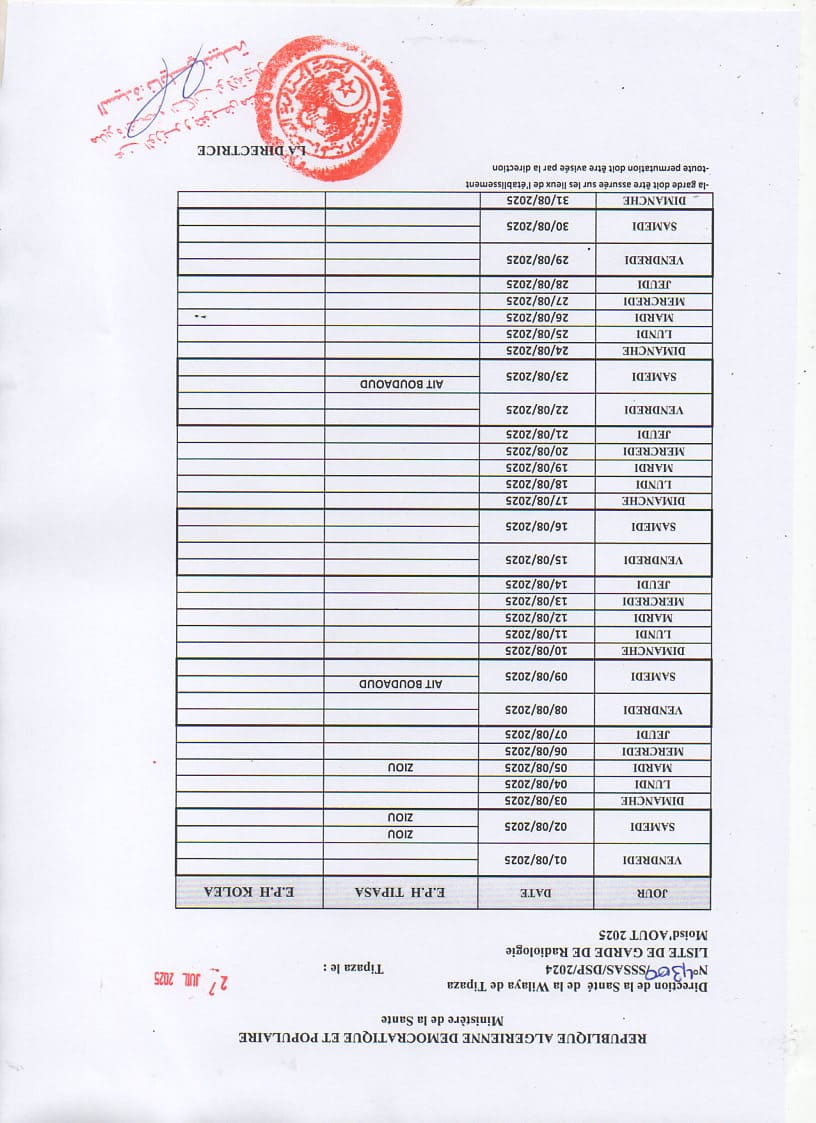 REPUBLIQUE ALGERIENNE DEMOCRATIQUE ET POPULAIRE
Ministère de la Sante
Direction de la Santé de la Wilaya de Tipaza
N°4309/SSSAS/DSP/2024
Tipaza le :
27 JUIL 2025
LISTE DE GARDE DE Radiologie
Moisd'AOUT 2025
JOUR DATE E.P.H TIPASA E.P.H KOLEA
VENDREDI 01/08/2025
SAMEDI 02/08/2025 ZIOU
ZIOU
DIMANCHE 03/08/2025
LUNDI 04/08/2025
MARDI 05/08/2025 ZIOU
MERCREDI 06/08/2025
JEUDI 07/08/2025
VENDREDI 08/08/2025
SAMEDI 09/08/2025 AIT BOUDAOUD
DIMANCHE 10/08/2025
LUNDI 11/08/2025
MARDI 12/08/2025
MERCREDI 13/08/2025
JEUDI 14/08/2025
VENDREDI 15/08/2025
SAMEDI 16/08/2025
DIMANCHE 17/08/2025
LUNDI 18/08/2025
MARDI 19/08/2025
MERCREDI 20/08/2025
JEUDI 21/08/2025
VENDREDI 22/08/2025
SAMEDI 23/08/2025 AIT BOUDAOUD
DIMANCHE 24/08/2025
LUNDI 25/08/2025
MARDI 26/08/2025
MERCREDI 27/08/2025
JEUDI 28/08/2025
VENDREDI 29/08/2025
SAMEDI 30/08/2025
DIMANCHE 31/08/2025
-la garde doit être assurée sur les lieux de l'établissement
-toute permutation doit être avisée par la direction
LA DIRECTRICE
عن الوزير و بتفويض منه